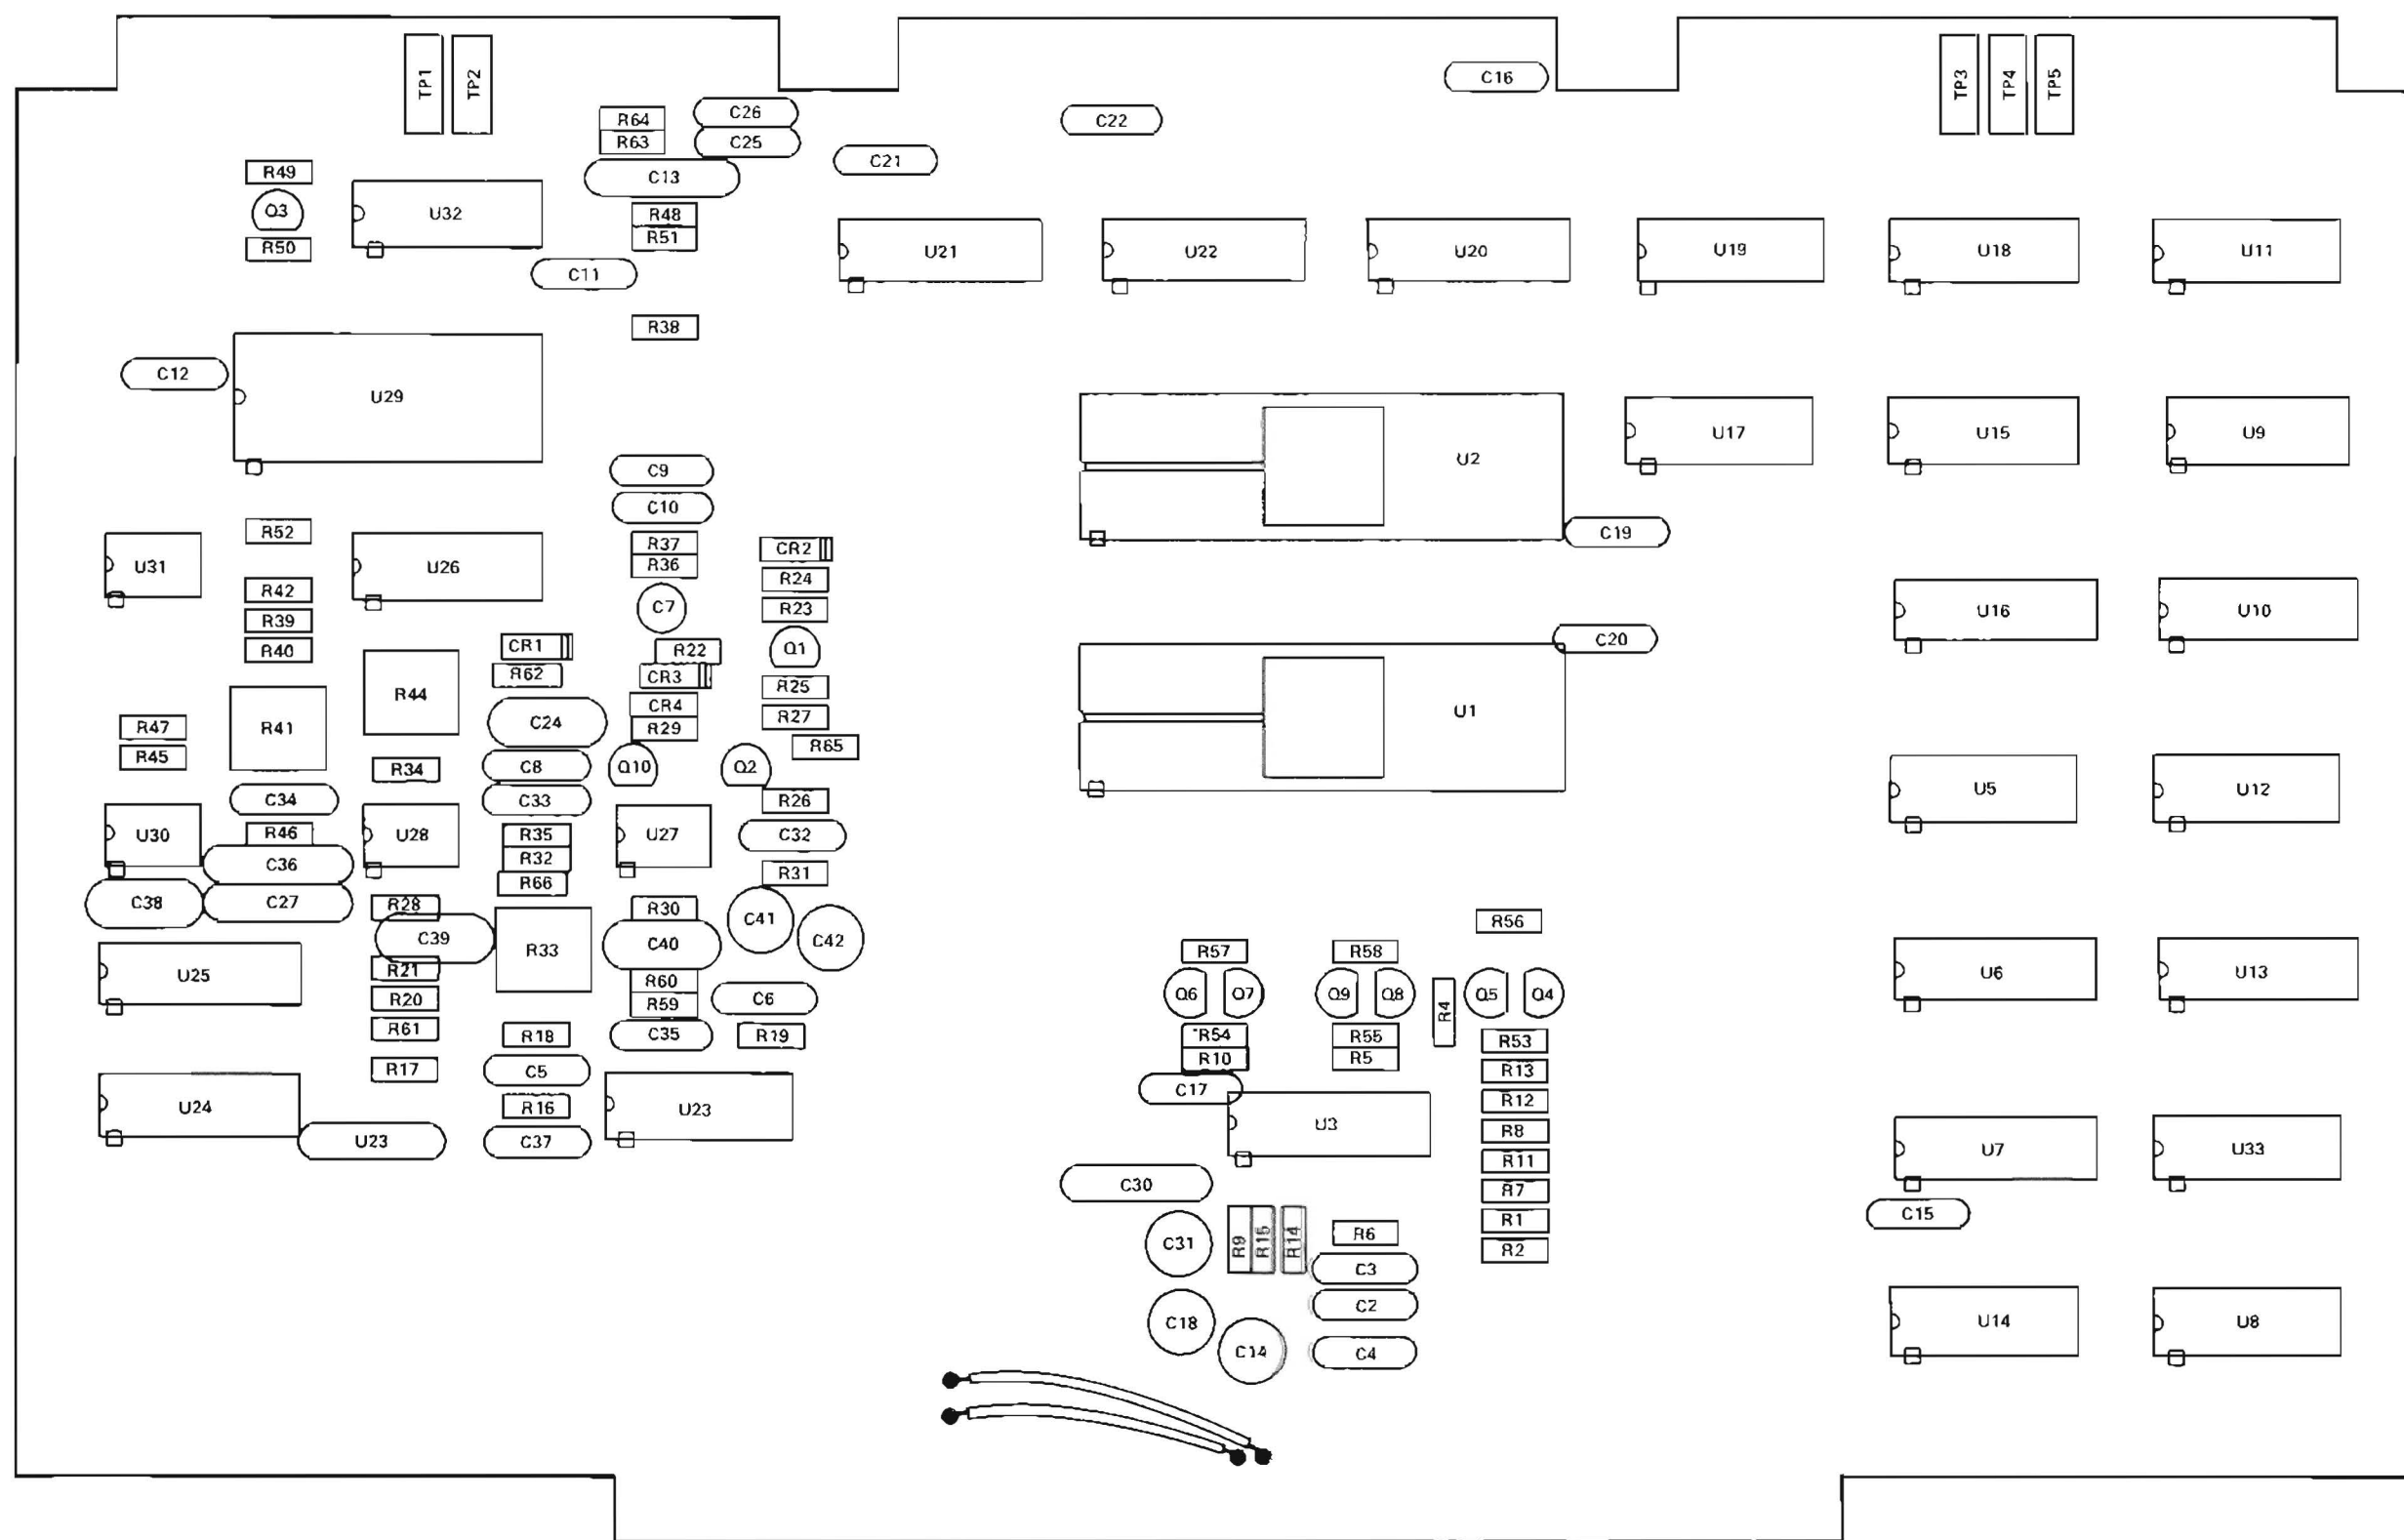 TP1 TP2
C16
TP3 TP4 TP5
C26
R64
C22
R63 C25
C21
R49 C13
Q3 U32 R48
R51
R50 C11
U21 U22 U20 U19 U18 U11
R38
C12
U29
U2 U17 U15 U9
C9
C10
R52 C19
R37 CR2
U31 U26 R36
R24
R42 C7 R23
R39 U16 U10
C20
R40 CR1 R22 Q1
R62 CR3
R44 R25
CR4 U1
R47 R41 C24 R29 R27
R65
R45 R34 C8 Q10 Q2
U5 U12
C34 C33 R26
U30 R46 U28 R35 U27 C32
R32
C36 R31
R66
C38 C27 R28 R30
C41 R56
C39 R33 C40 C42
R57 R58
U25 R21 R60 U6 U13
R20 R59 C6 Q6 Q7 Q9 Q8 R4 Q5 Q4
R61 R18 C35 R19 R54 R55 R53
R17 C5 R10 R5 R13
C17
U24 R16 U23 R12
U3
U23 C37 R8
R11 U7 U33
C30 R7
C15
R1
C31 R9 R15 R14 R6
R2
C3
C2
C18 U14 U8
C14 C4